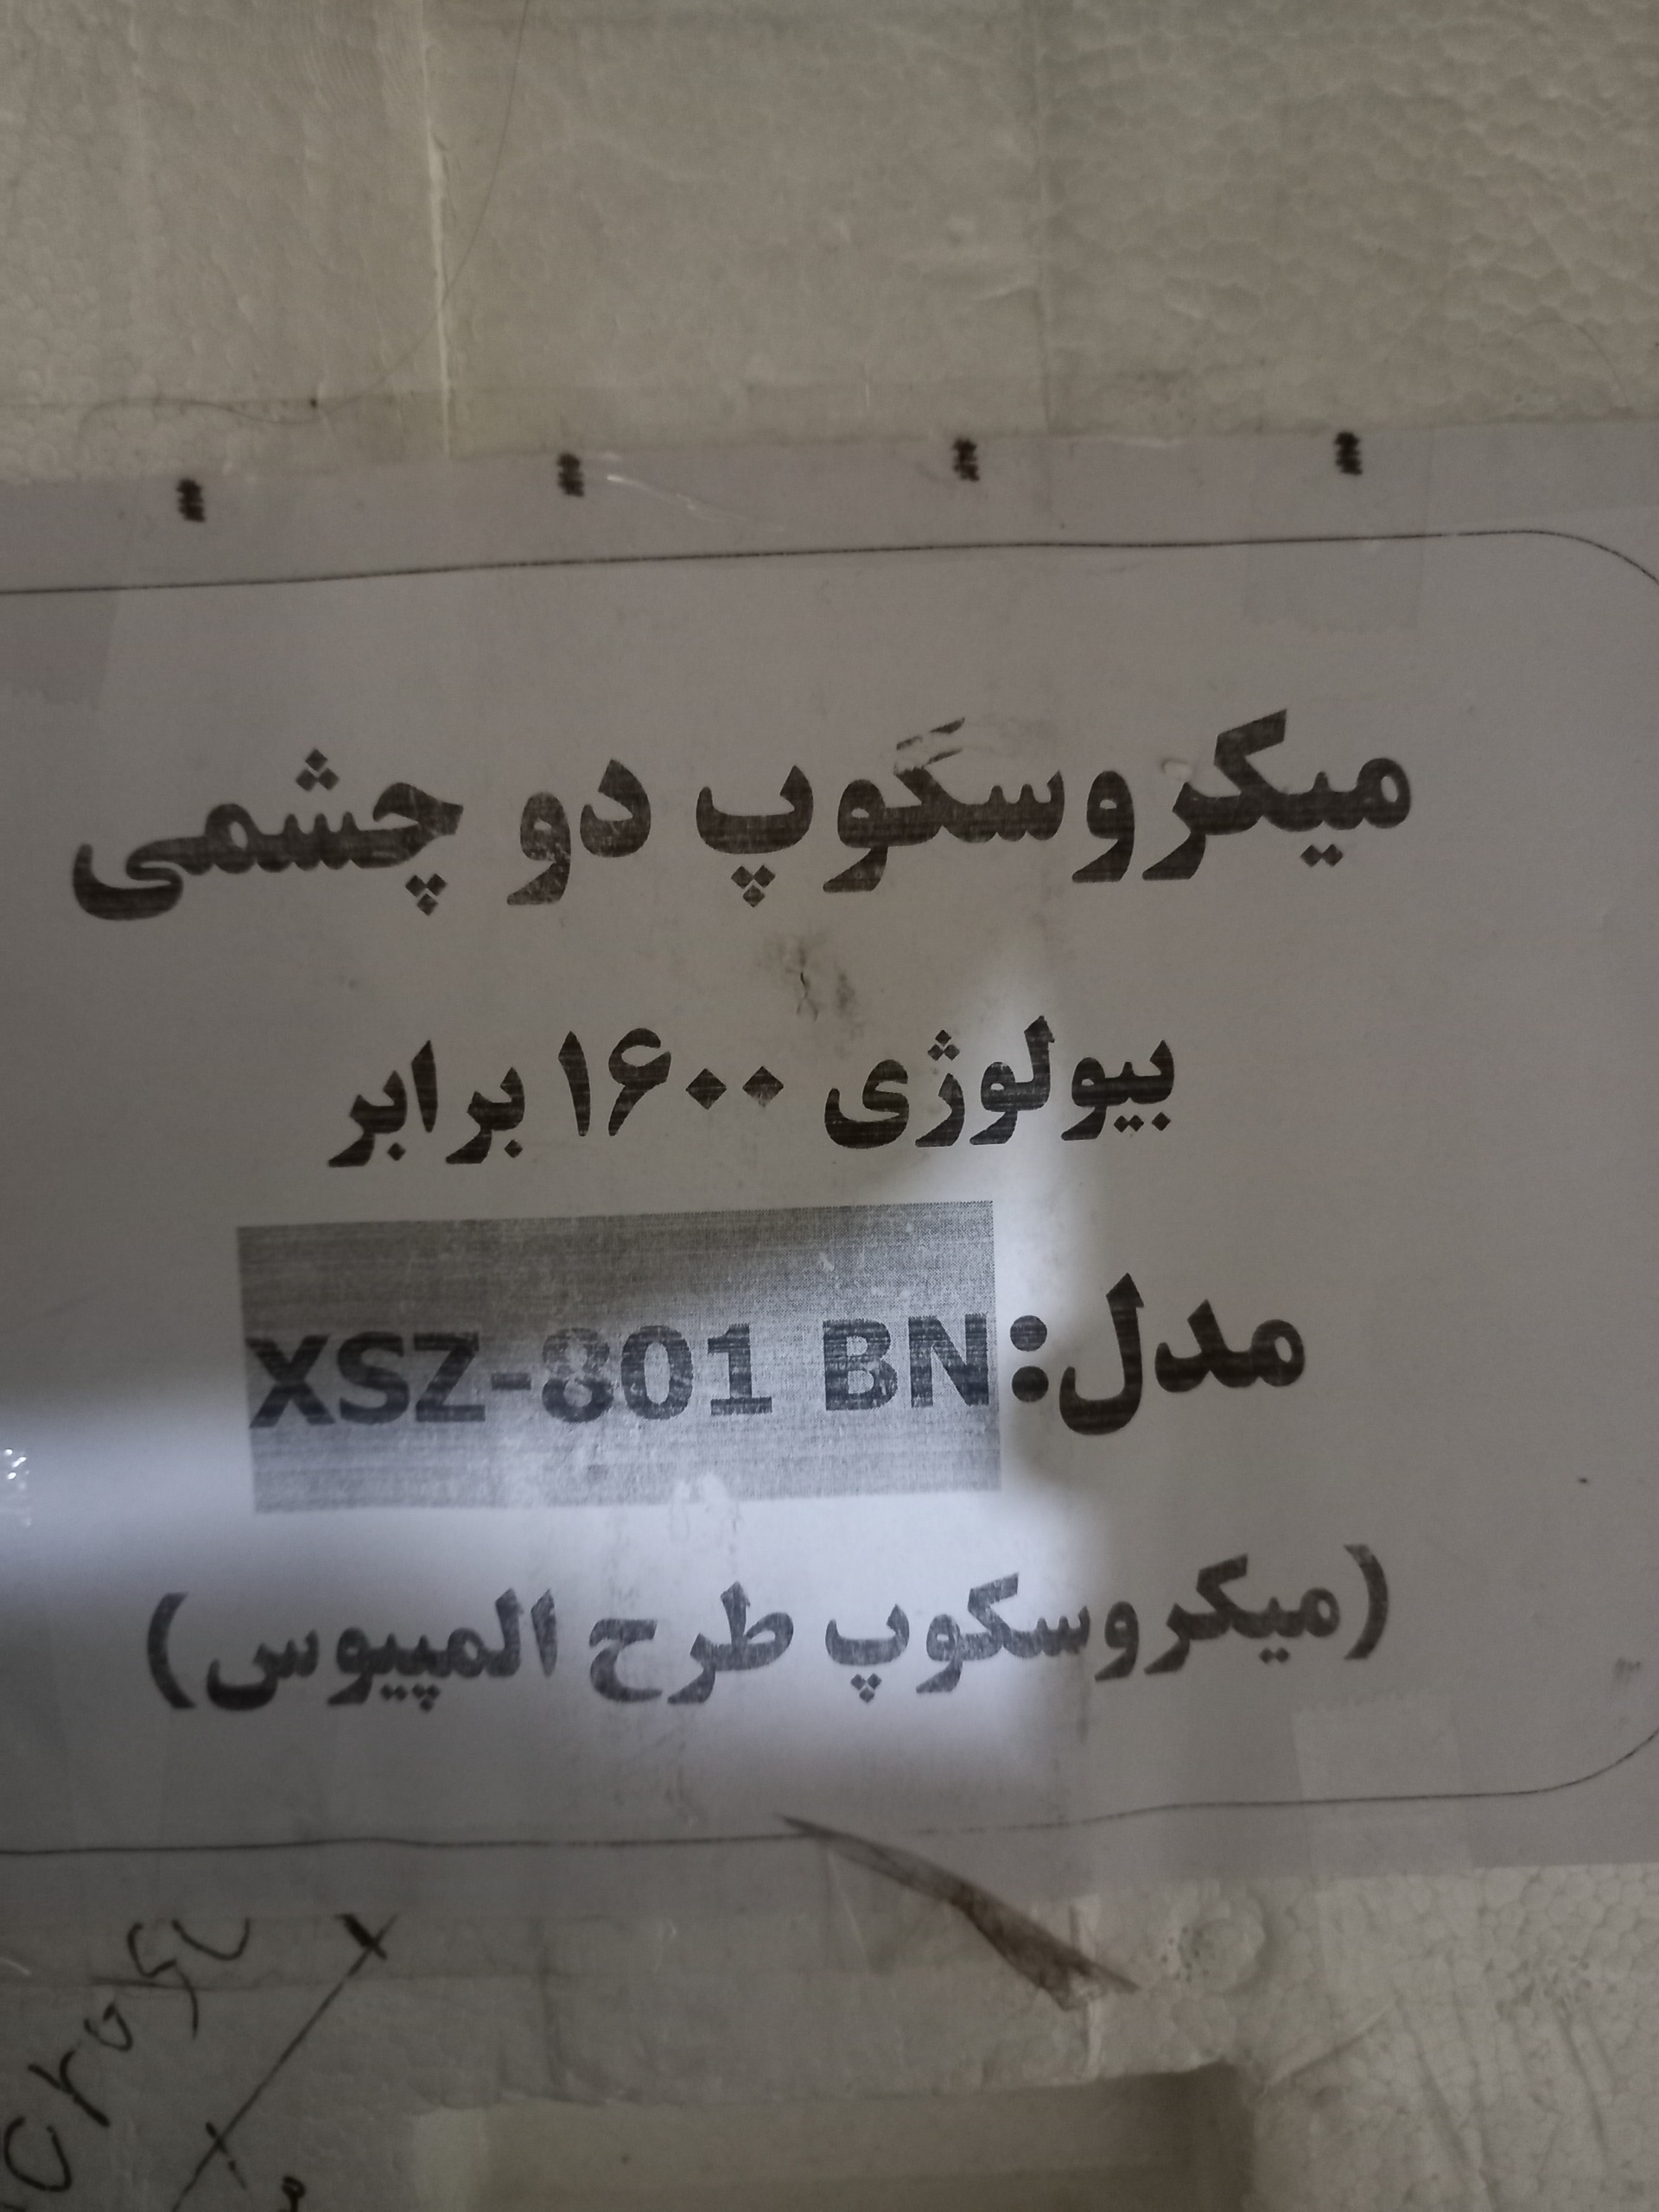 میکروسکوپ دو چشمی
بیولوژی ۱۶۰۰ برابر
مدل: XSZ-801 BN
(میکروسکوپ طرح المپیوس)